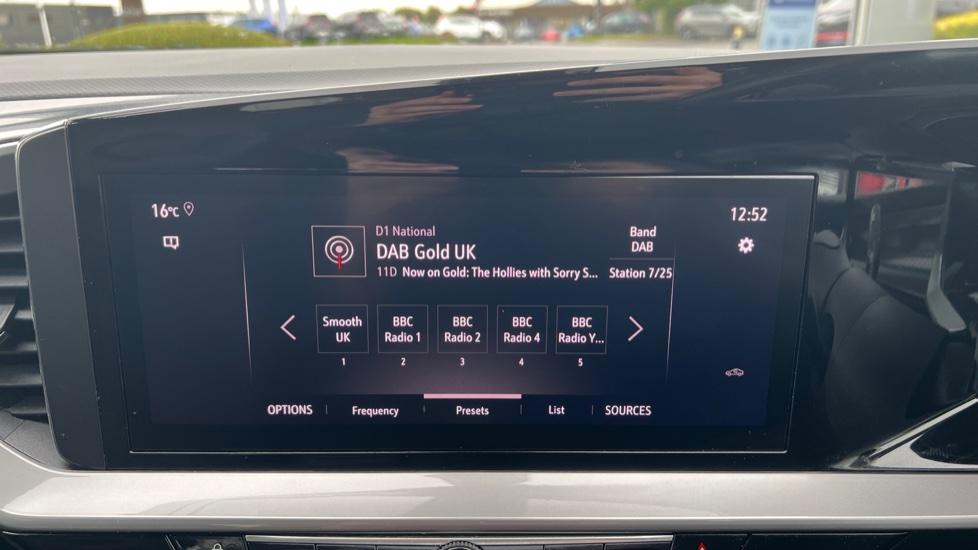 16°C
12:52
D1 National
DAB Gold UK
11D Now on Gold: The Hollies with Sorry S...
Band
DAB
Station 7/25
Smooth
UK
BBC
Radio 1
BBC
Radio 2
BBC
Radio 4
BBC
Radio Y...
1
2
3
4
5
OPTIONS
Frequency
Presets
List
SOURCES